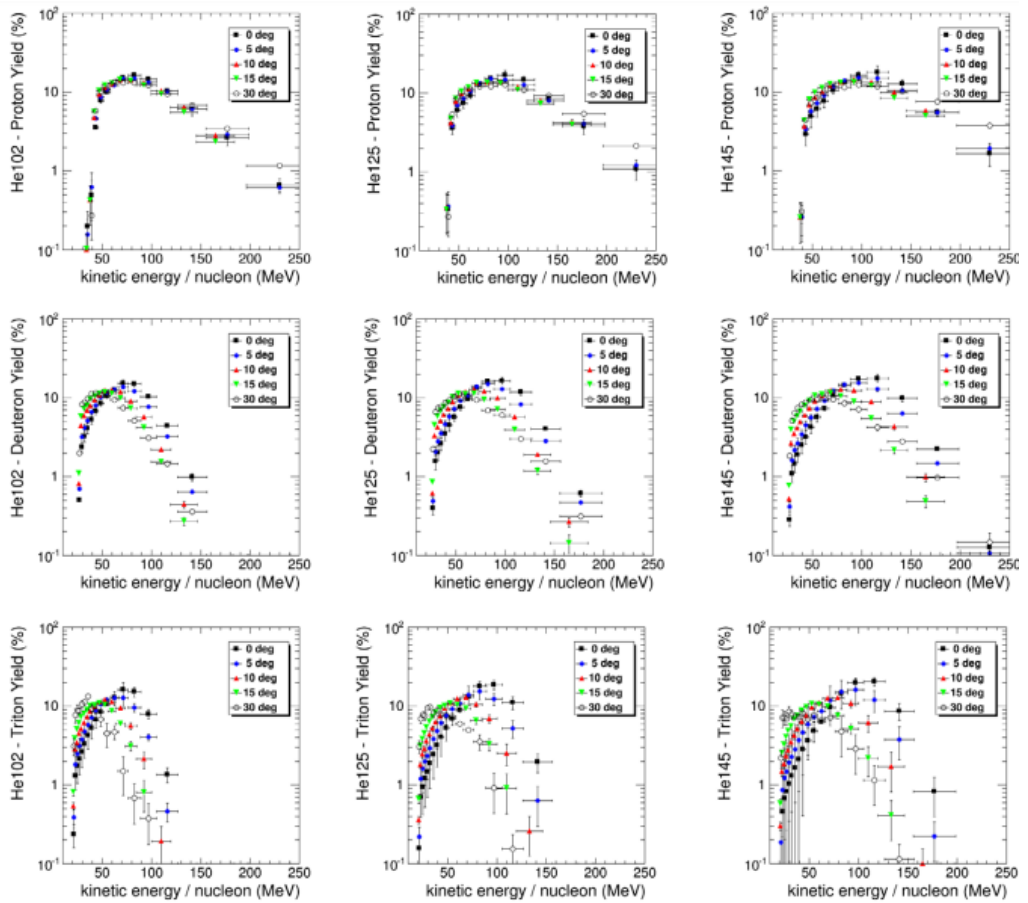 He102 - Proton Yield (%)
10²
10
1
10⁻¹
0 deg
5 deg
10 deg
15 deg
30 deg
50 100 150 200 250
kinetic energy / nucleon (MeV)
He125 - Proton Yield (%)
10²
10
1
10⁻¹
0 deg
5 deg
10 deg
15 deg
30 deg
50 100 150 200 250
kinetic energy / nucleon (MeV)
He145 - Proton Yield (%)
10²
10
1
10⁻¹
0 deg
5 deg
10 deg
15 deg
30 deg
50 100 150 200 250
kinetic energy / nucleon (MeV)
He102 - Deuteron Yield (%)
10²
10
1
10⁻¹
0 deg
5 deg
10 deg
15 deg
30 deg
50 100 150 200 250
kinetic energy / nucleon (MeV)
He125 - Deuteron Yield (%)
10²
10
1
10⁻¹
0 deg
5 deg
10 deg
15 deg
30 deg
50 100 150 200 250
kinetic energy / nucleon (MeV)
He145 - Deuteron Yield (%)
10²
10
1
10⁻¹
0 deg
5 deg
10 deg
15 deg
30 deg
50 100 150 200 250
kinetic energy / nucleon (MeV)
He102 - Triton Yield (%)
10²
10
1
10⁻¹
0 deg
5 deg
10 deg
15 deg
30 deg
50 100 150 200 250
kinetic energy / nucleon (MeV)
He125 - Triton Yield (%)
10²
10
1
10⁻¹
0 deg
5 deg
10 deg
15 deg
30 deg
50 100 150 200 250
kinetic energy / nucleon (MeV)
He145 - Triton Yield (%)
10²
10
1
10⁻¹
0 deg
5 deg
10 deg
15 deg
30 deg
50 100 150 200 250
kinetic energy / nucleon (MeV)